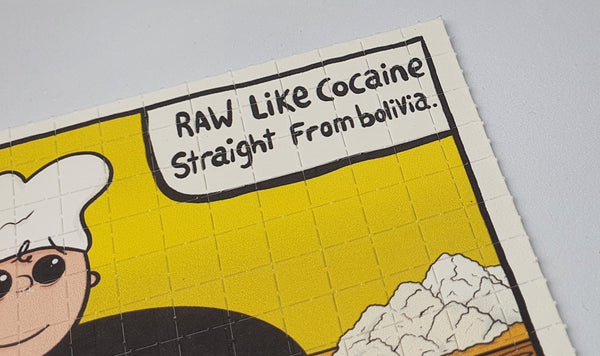 RAW LiKe Cocaine
Straight From boliVia.